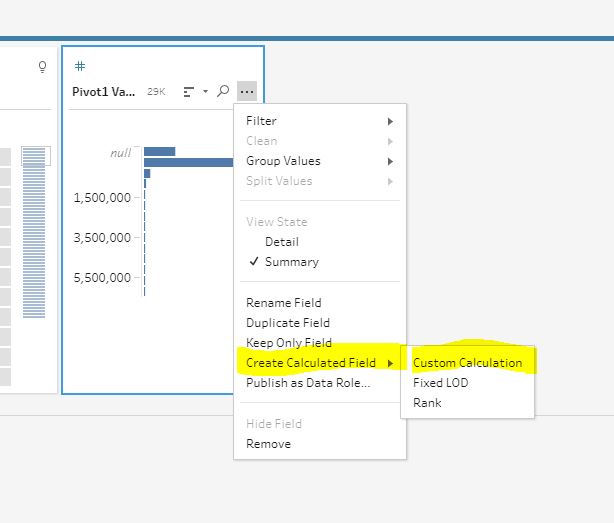 #
Pivot1 Va... 29K ...
null
1,500,000
3,500,000
5,500,000
Filter
Clean
Group Values
Split Values
View State
Detail
✓ Summary
Rename Field
Duplicate Field
Keep Only Field
Create Calculated Field
Publish as Data Role...
Hide Field
Remove
Custom Calculation
Fixed LOD
Rank